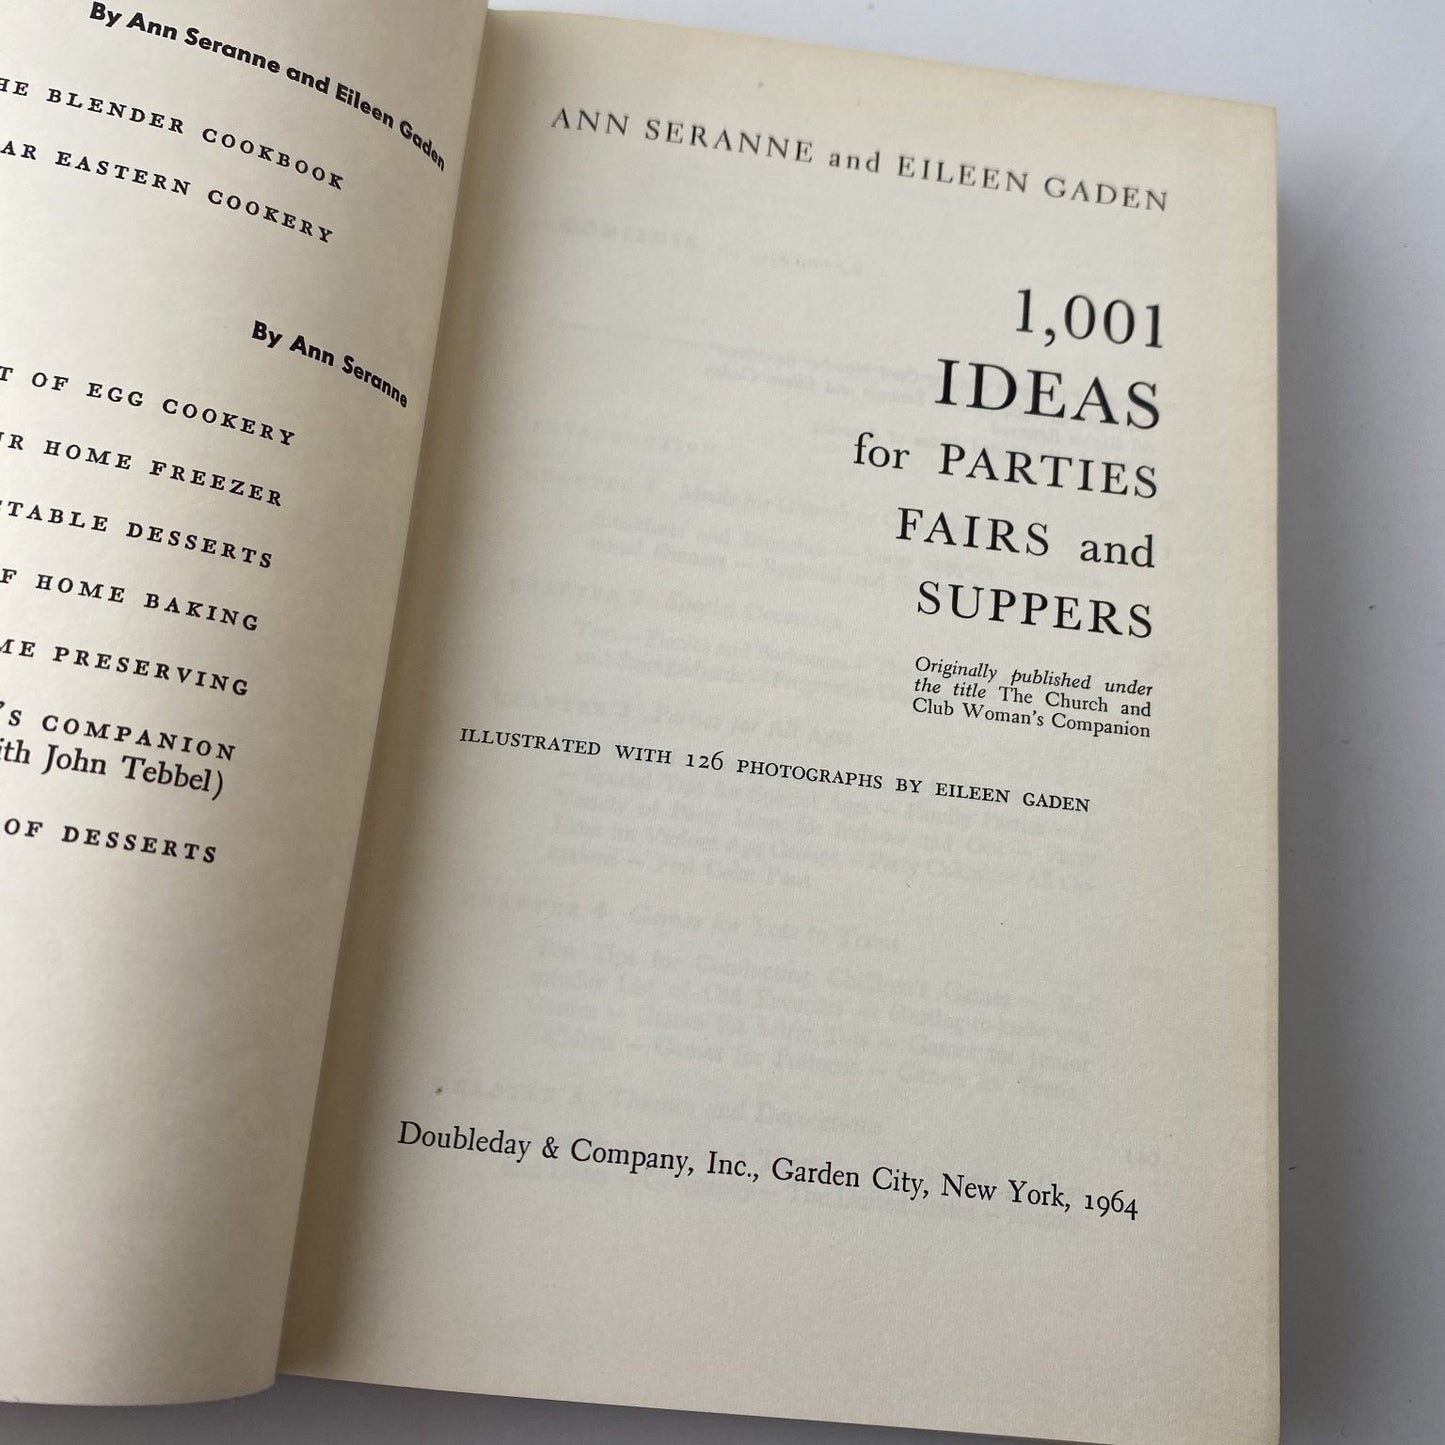 By Ann Seranne and Eileen Gaden
HE BLENDER COOKBOOK
AR EASTERN COOKERY
By Ann Seranne
T OF EGG COOKERY
UR HOME FREEZER
CTABLE DESSERTS
F HOME BAKING
ME PRESERVING
'S COMPANION
ith John Tebbel)
OF DESSERTS
ANN SERANNE and EILEEN GADEN
1,001
IDEAS
for PARTIES
FAIRS and
SUPPERS
Originally published under
the title The Church and
Club Woman's Companion
ILLUSTRATED WITH 126 PHOTOGRAPHS BY EILEEN GADEN
Doubleday & Company, Inc., Garden City, New York, 1964